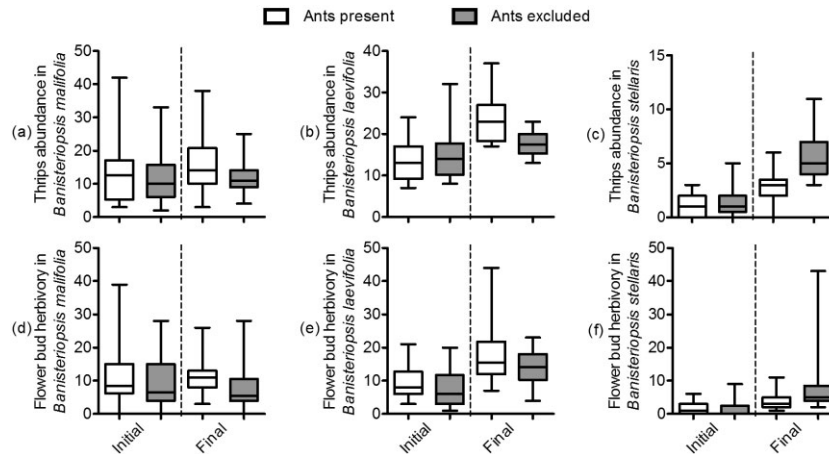 Ants present
Ants excluded
(a)
Thrips abundance in
Banisteriopsis malifolia
50
40
30
20
10
0
(b)
Thrips abundance in
Banisteriopsis laevifolia
40
30
20
10
0
(c)
Thrips abundance in
Banisteriopsis stellaris
15
10
5
0
(d)
Flower bud herbivory in
Banisteriopsis malifolia
50
40
30
20
10
0
Initial
Final
(e)
Flower bud herbivory in
Banisteriopsis laevifolia
50
40
30
20
10
0
Initial
Final
(f)
Flower bud herbivory in
Banisteriopsis stellaris
50
40
30
20
10
0
Initial
Final